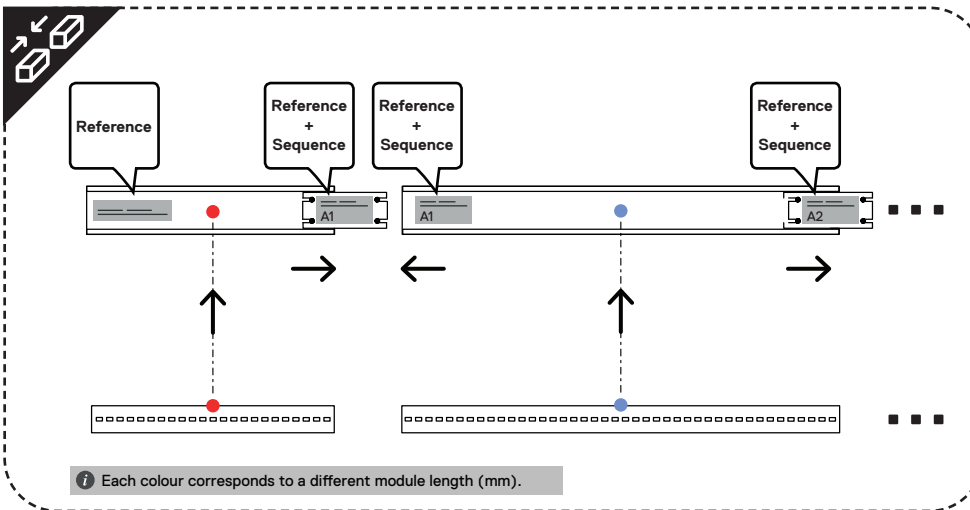 Reference
Reference
+
Sequence
Reference
+
Sequence
Reference
+
Sequence
A1
A1
A2
i Each colour corresponds to a different module length (mm).